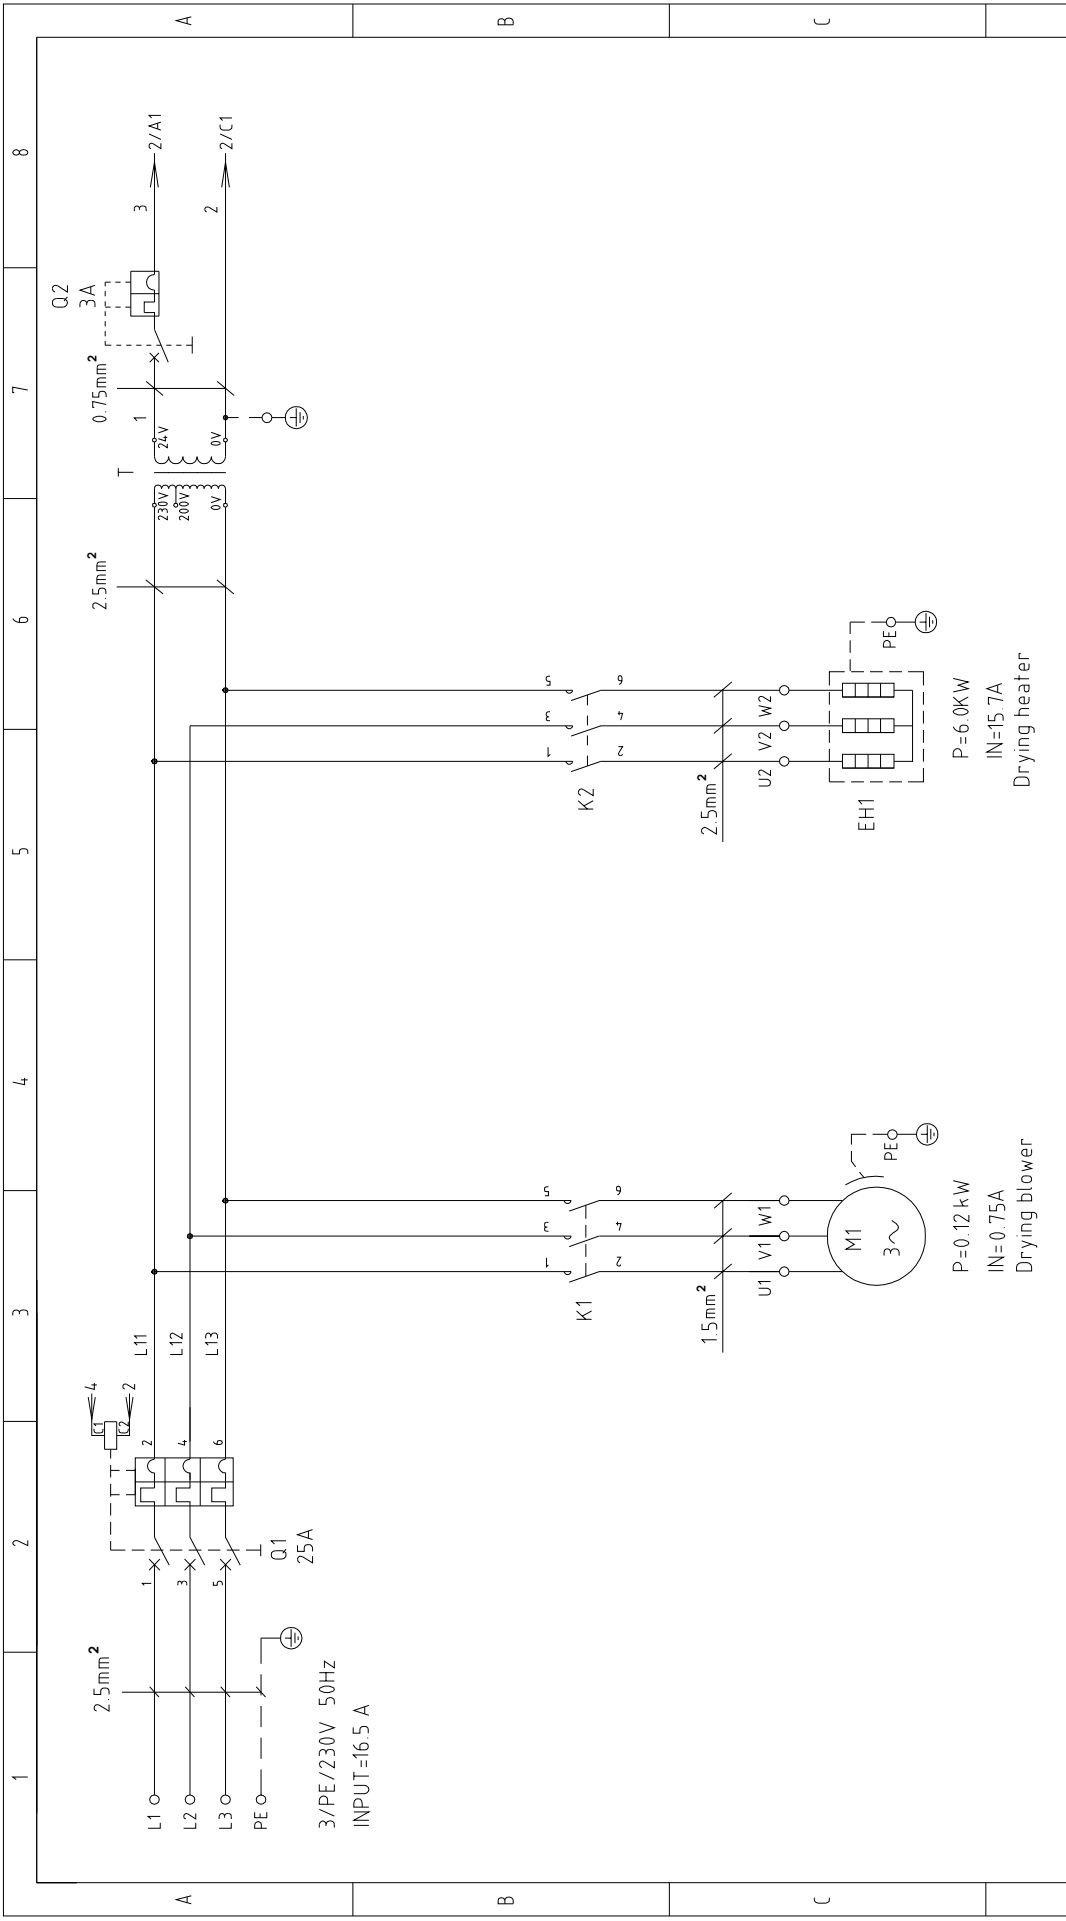 1 2 3 4 5 6 7 8
A
2.5mm²
L1
L2
L3
PE
3/PE/230V 50Hz
INPUT=16.5 A
1
3
5
Q1
25A
C1
C2
4
2
2
4
6
L11
L12
L13
2.5mm²
T
230V
200V
0V
24V
0V
1
0.75mm²
Q2
3A
3
2
2/A1
2/C1
A
B
K1
1 3 5
2 4 6
K2
1 3 5
2 4 6
B
C
1.5mm²
U1 V1 W1
PE
M1
3~
P=0.12 kW
IN=0.75A
Drying blower
2.5mm²
U2 V2 W2
PE
EH1
P=6.0KW
IN=15.7A
Drying heater
C